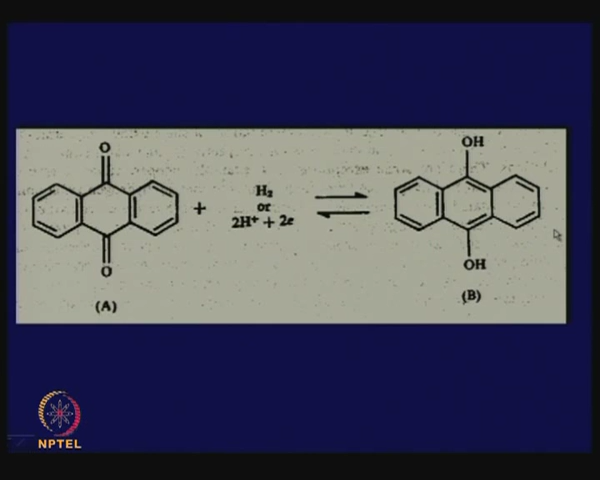 O
OH
H₂
+ or
2H⁺ + 2e
O
OH
(A)
(B)
NPTEL